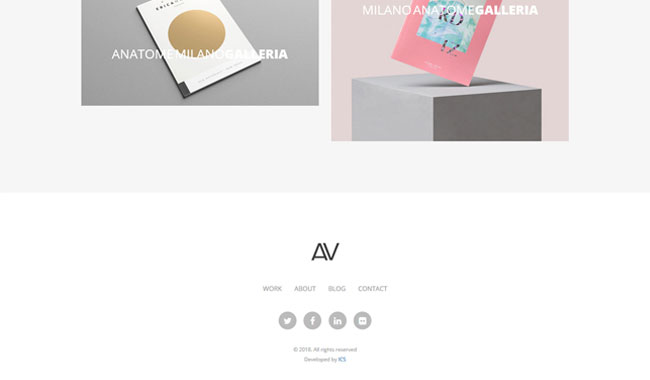 MILANO ANATOME GALLERIA
ANATOME MILANO GALLERIA
AV
WORK ABOUT BLOG CONTACT
© 2018. All rights reserved
Developed by ICS